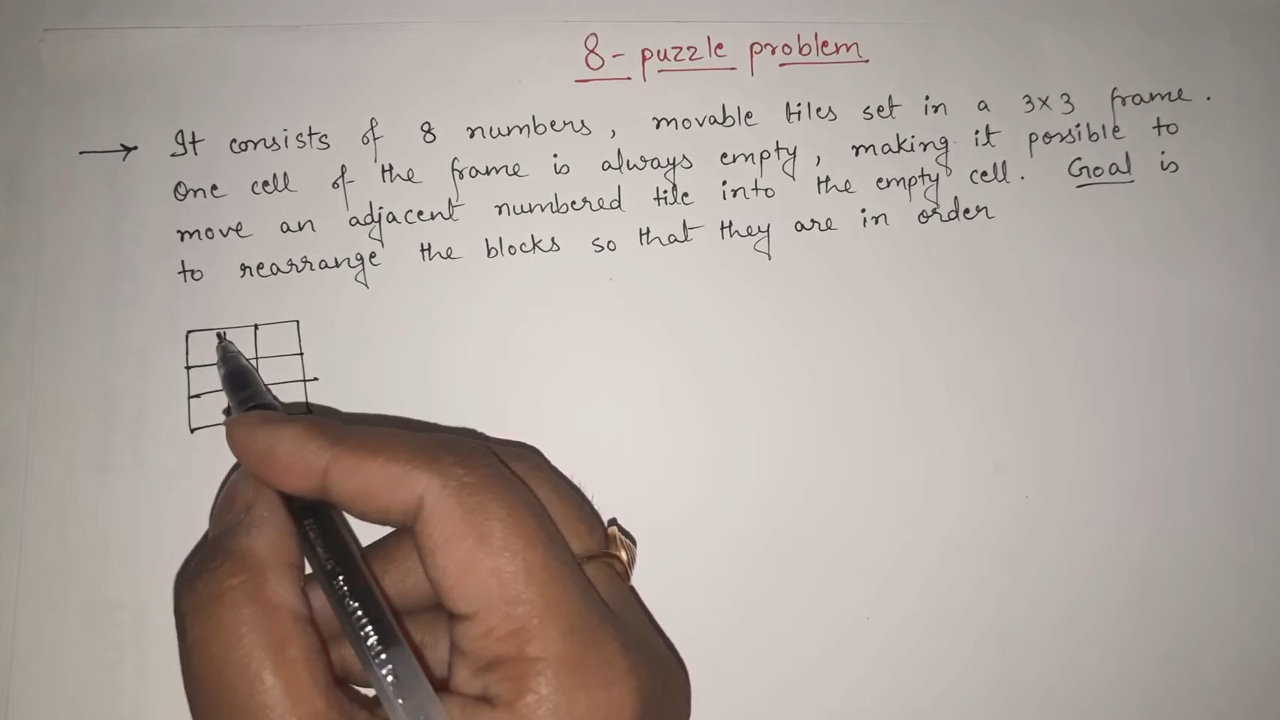 8- puzzle problem
→ It consists of 8 numbers, movable tiles set in a 3×3 frame.
One cell of the frame is always empty, making it possible to
move an adjacent numbered tile into the empty cell. Goal is
to rearrange the blocks so that they are in order